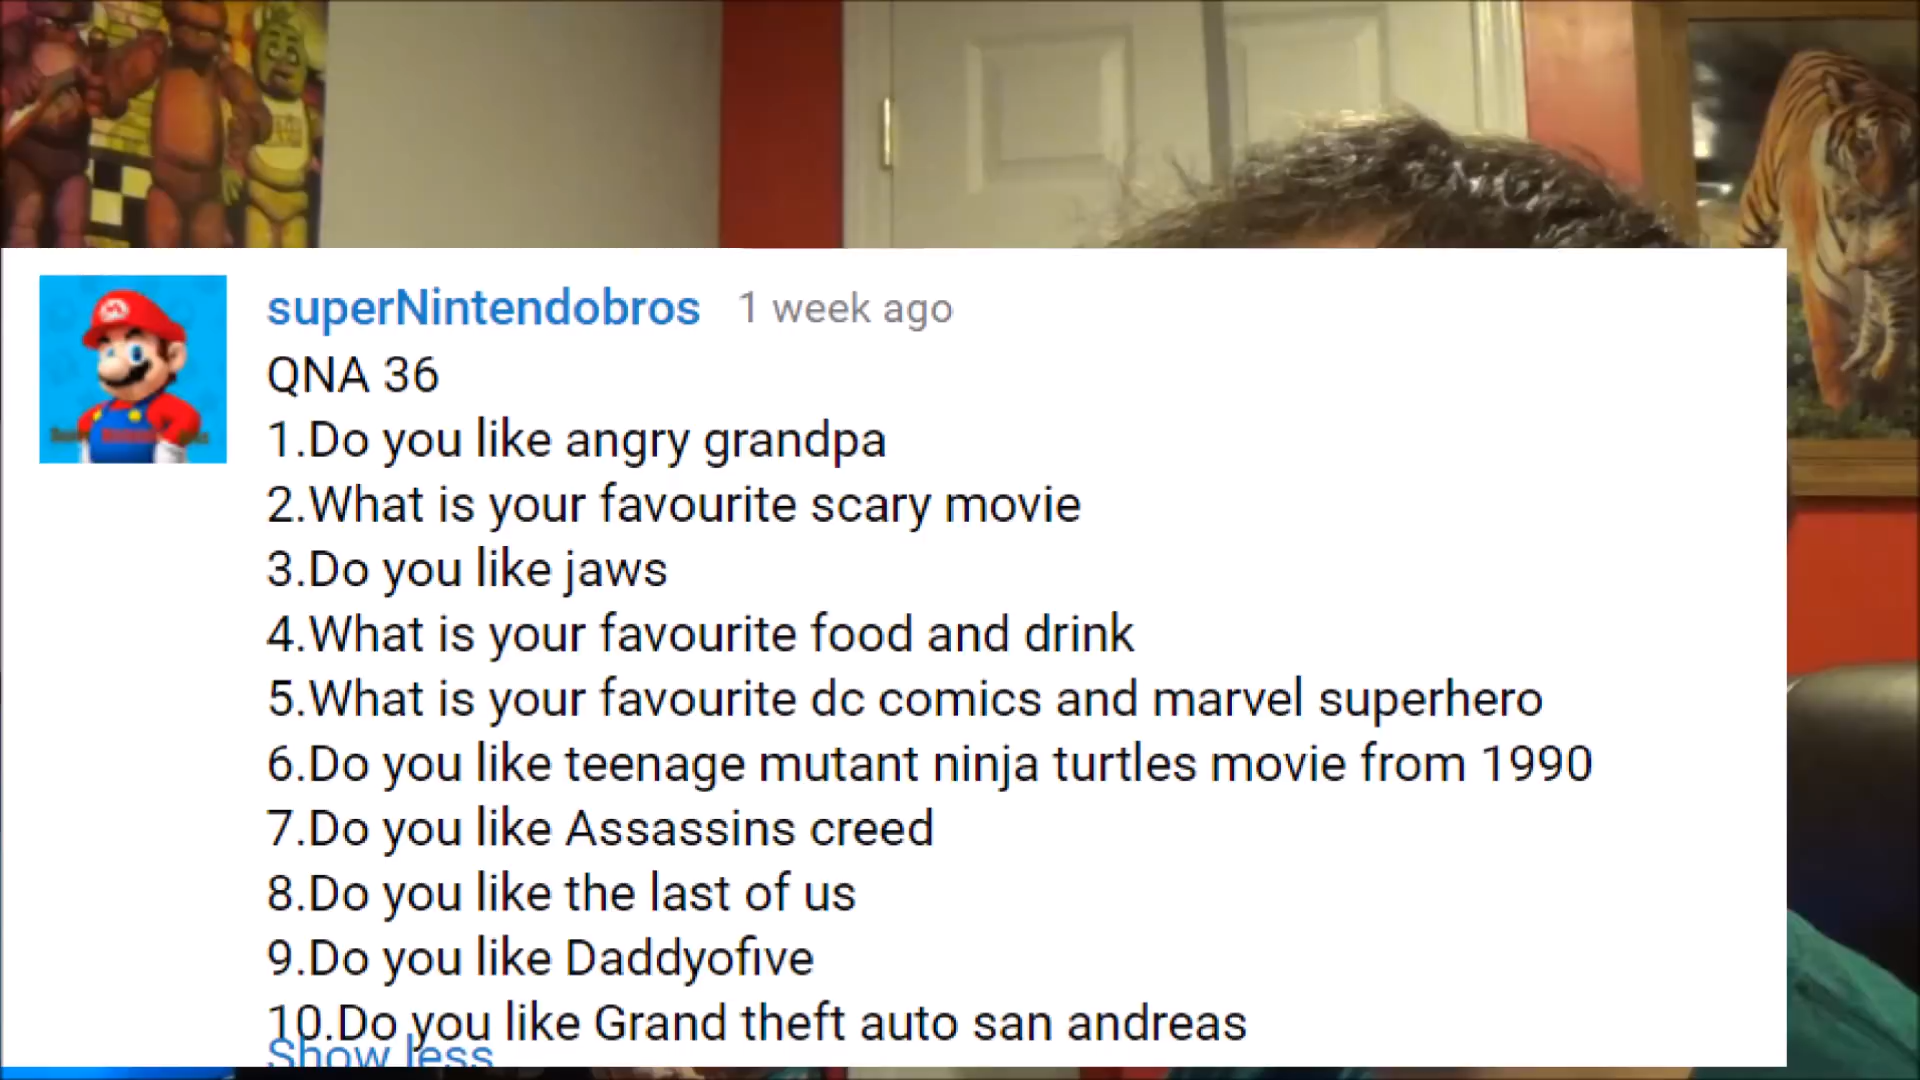 superNintendobros 1 week ago
QNA 36
1.Do you like angry grandpa
2.What is your favourite scary movie
3.Do you like jaws
4.What is your favourite food and drink
5.What is your favourite dc comics and marvel superhero
6.Do you like teenage mutant ninja turtles movie from 1990
7.Do you like Assassins creed
8.Do you like the last of us
9.Do you like Daddyofive
10.Do you like Grand theft auto san andreas
Show less